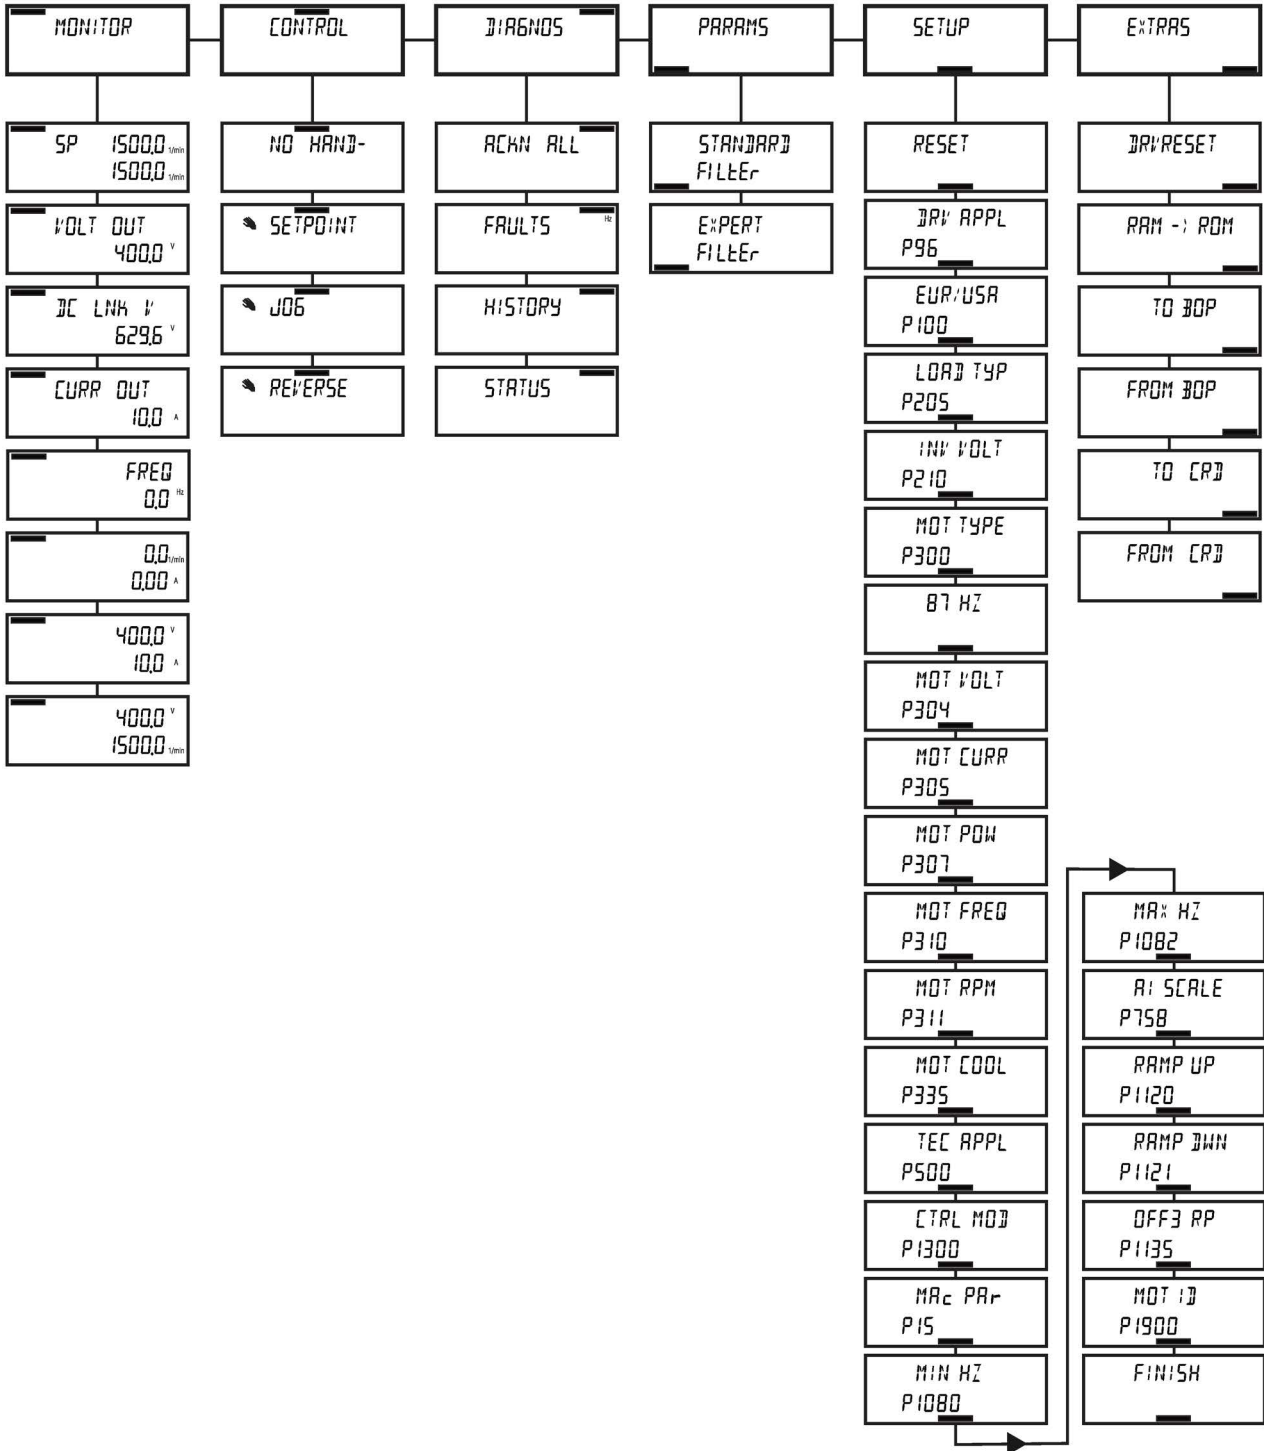 MONITOR
CONTROL
DIAGNOS
PARAMS
SETUP
EXTRAS
SP 1500.0 1/min
1500.0 1/min
VOLT OUT
400.0 V
DC LNK V
629.6 V
CURR OUT
10.0 A
FREQ
0.0 Hz
0.0 1/min
0.00 A
400.0 V
10.0 A
400.0 V
1500.0 1/min
NO HAND-
SETPOINT
JOG
REVERSE
ACKN ALL
FAULTS Hz
HISTORY
STATUS
STANDARD
FILtEr
EXPERT
FILtEr
RESET
DRV APPL
P96
EUR/USA
P100
LOAD TYP
P205
INV VOLT
P210
MOT TYPE
P300
87 HZ
MOT VOLT
P304
MOT CURR
P305
MOT POW
P307
MOT FREQ
P310
MOT RPM
P311
MOT COOL
P335
TEC APPL
P500
CTRL MOD
P1300
MAc PAr
P15
MIN HZ
P1080
DRVRESET
RAM -> ROM
TO BOP
FROM BOP
TO CRD
FROM CRD
MAX HZ
P1082
AI SCALE
P758
RAMP UP
P1120
RAMP DWN
P1121
OFF3 RP
P1135
MOT ID
P1900
FINISH